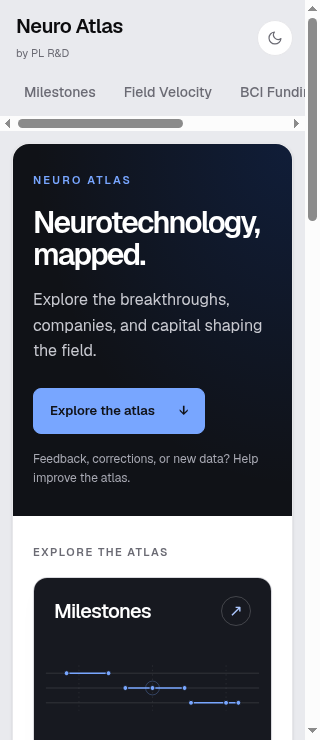 Neuro Atlas
by PL R&D
Milestones Field Velocity BCI
NEURO ATLAS
Neurotechnology,
mapped.
Explore the breakthroughs,
companies, and capital shaping
the field.
Explore the atlas ↓
Feedback, corrections, or new data? Help
improve the atlas.
EXPLORE THE ATLAS
Milestones ↗